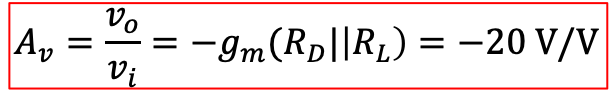 A_v = v_o/v_i = −g_m(R_D||R_L) = −20 V/V